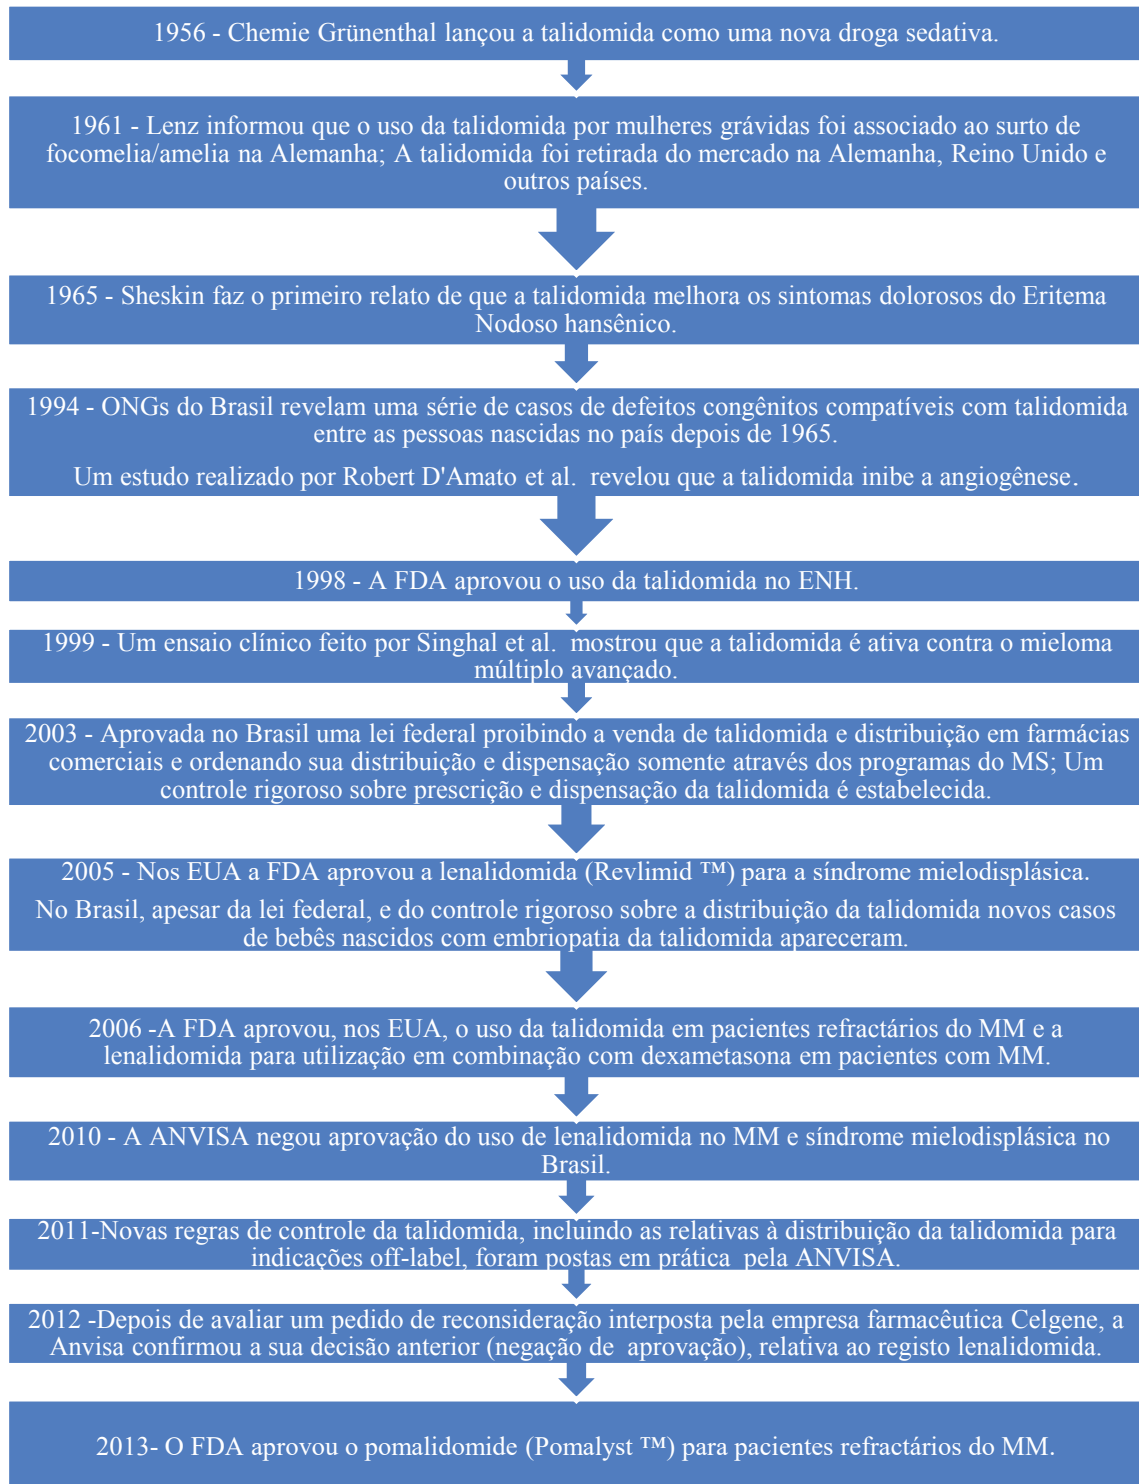 1956 - Chemie Grünenthal lançou a talidomida como uma nova droga sedativa.
1961 - Lenz informou que o uso da talidomida por mulheres grávidas foi associado ao surto de
focomelia/amelia na Alemanha; A talidomida foi retirada do mercado na Alemanha, Reino Unido e
outros países.
1965 - Sheskin faz o primeiro relato de que a talidomida melhora os sintomas dolorosos do Eritema
Nodoso hansênico.
1994 - ONGs do Brasil revelam uma série de casos de defeitos congênitos compatíveis com talidomida
entre as pessoas nascidas no país depois de 1965.
Um estudo realizado por Robert D'Amato et al. revelou que a talidomida inibe a angiogênese.
1998 - A FDA aprovou o uso da talidomida no ENH.
1999 - Um ensaio clínico feito por Singhal et al. mostrou que a talidomida é ativa contra o mieloma
múltiplo avançado.
2003 - Aprovada no Brasil uma lei federal proibindo a venda de talidomida e distribuição em farmácias
comerciais e ordenando sua distribuição e dispensação somente através dos programas do MS; Um
controle rigoroso sobre prescrição e dispensação da talidomida é estabelecida.
2005 - Nos EUA a FDA aprovou a lenalidomida (Revlimid ™) para a síndrome mielodisplásica.
No Brasil, apesar da lei federal, e do controle rigoroso sobre a distribuição da talidomida novos casos
de bebês nascidos com embriopatia da talidomida apareceram.
2006 -A FDA aprovou, nos EUA, o uso da talidomida em pacientes refractários do MM e a
lenalidomida para utilização em combinação com dexametasona em pacientes com MM.
2010 - A ANVISA negou aprovação do uso de lenalidomida no MM e síndrome mielodisplásica no
Brasil.
2011-Novas regras de controle da talidomida, incluindo as relativas à distribuição da talidomida para
indicações off-label, foram postas em prática pela ANVISA.
2012 -Depois de avaliar um pedido de reconsideração interposta pela empresa farmacêutica Celgene, a
Anvisa confirmou a sua decisão anterior (negação de aprovação), relativa ao registo lenalidomida.
2013- O FDA aprovou o pomalidomide (Pomalyst ™) para pacientes refractários do MM.